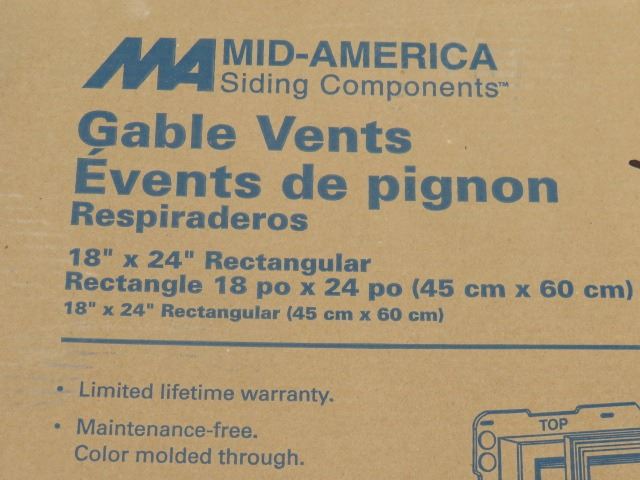 MA MID-AMERICA
Siding Components™
Gable Vents
Évents de pignon
Respiraderos
18" x 24" Rectangular
Rectangle 18 po x 24 po (45 cm x 60 cm)
18" x 24" Rectangular (45 cm x 60 cm)
• Limited lifetime warranty.
• Maintenance-free.
Color molded through.
TOP